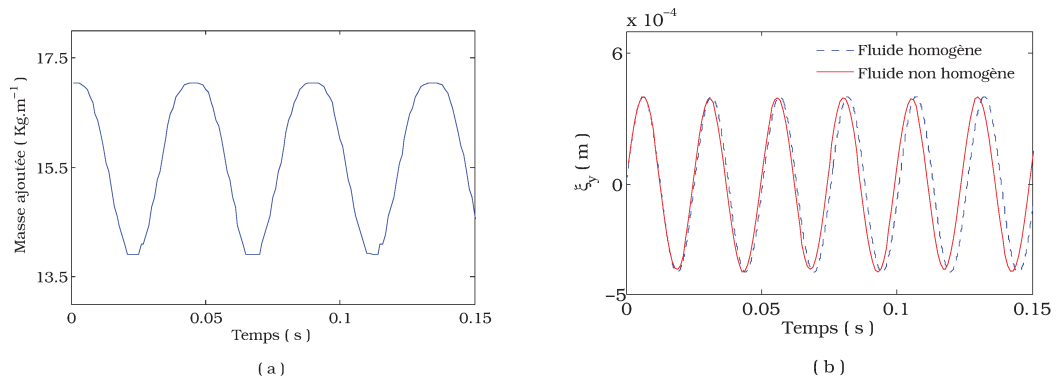 17.5
15.5
13.5
Masse ajoutée ( Kg.m⁻¹ )
0
0.05
0.1
0.15
Temps ( s )
( a )
x 10⁻⁴
6
0
−5
ξy ( m )
Fluide homogène
Fluide non homogène
0
0.05
0.1
0.15
Temps ( s )
( b )